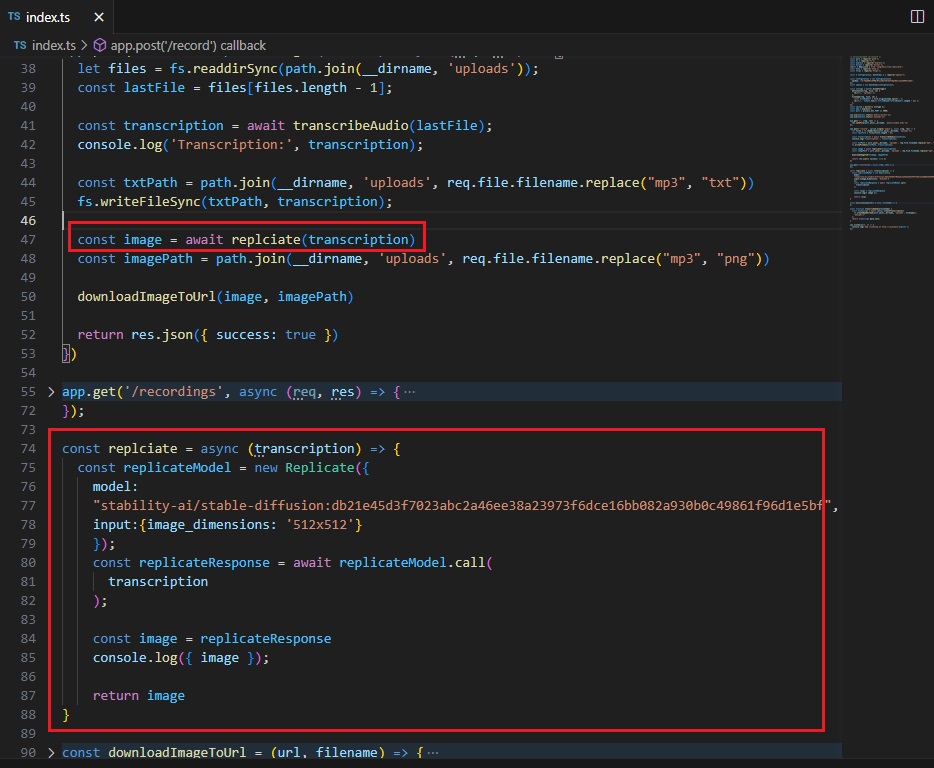 TS index.ts ×
TS index.ts > app.post('/record') callback
38 let files = fs.readdirSync(path.join(__dirname, 'uploads'));
39 const lastFile = files[files.length - 1];
40
41 const transcription = await transcribeAudio(lastFile);
42 console.log('Transcription:', transcription);
43
44 const txtPath = path.join(__dirname, 'uploads', req.file.filename.replace("mp3", "txt"))
45 fs.writeFileSync(txtPath, transcription);
46
47 const image = await replciate(transcription)
48 const imagePath = path.join(__dirname, 'uploads', req.file.filename.replace("mp3", "png"))
49
50 downloadImageToUrl(image, imagePath)
51
52 return res.json({ success: true })
53 })
54
55 > app.get('/recordings', async (req, res) => { ···
72 });
73
74 const replciate = async (transcription) => {
75 const replicateModel = new Replicate({
76 model:
77 "stability-ai/stable-diffusion:db21e45d3f7023abc2a46ee38a23973f6dce16bb082a930b0c49861f96d1e5bf",
78 input:{image_dimensions: '512x512'}
79 });
80 const replicateResponse = await replicateModel.call(
81 transcription
82 );
83
84 const image = replicateResponse
85 console.log({ image });
86
87 return image
88 }
89
90 > const downloadImageToUrl = (url, filename) => { ···